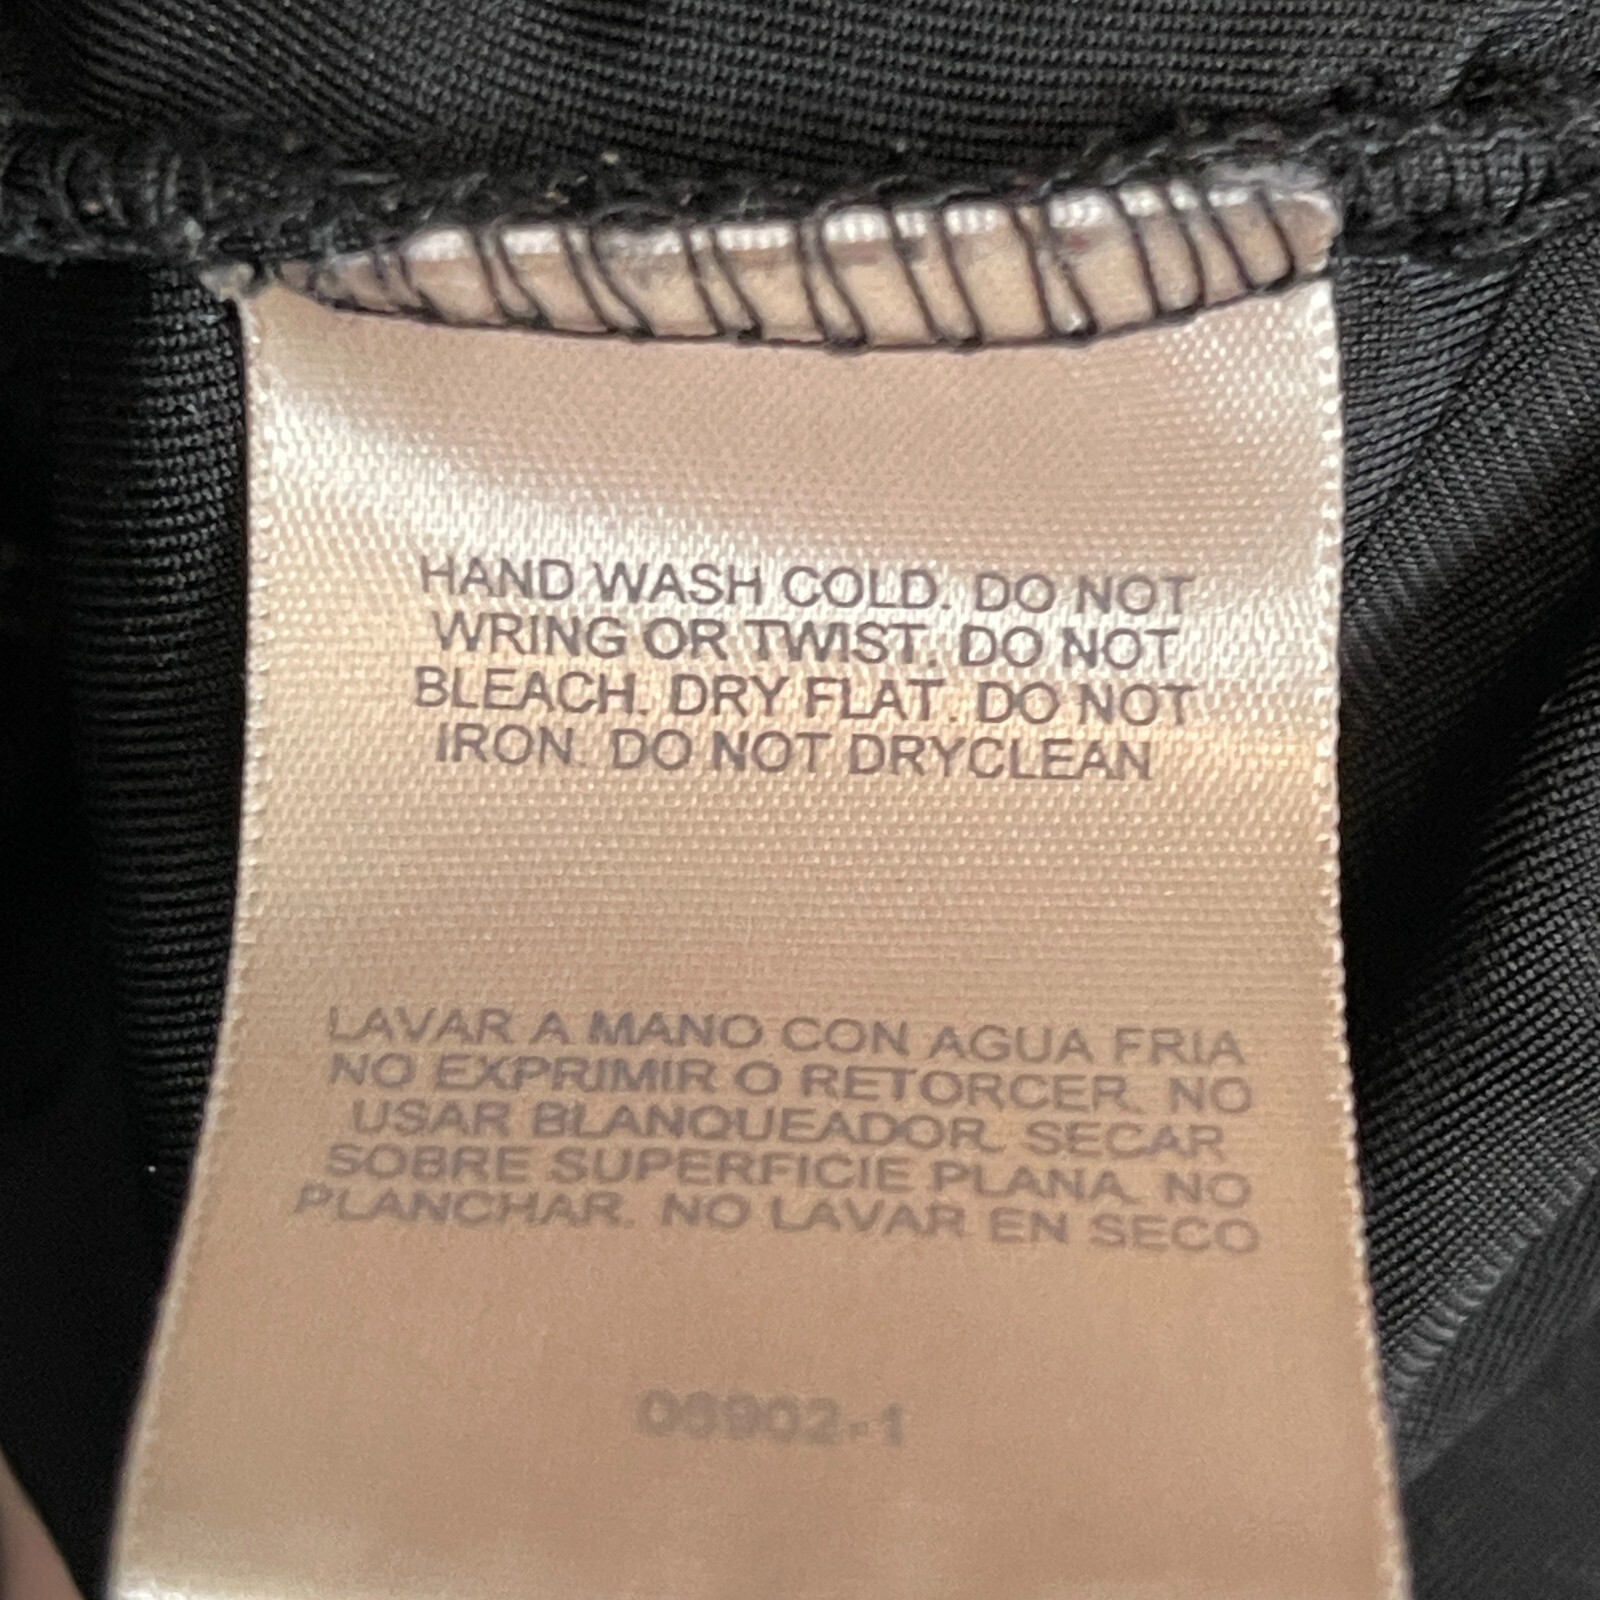 HAND WASH COLD. DO NOT
WRING OR TWIST. DO NOT
BLEACH. DRY FLAT. DO NOT
IRON. DO NOT DRYCLEAN
LAVAR A MANO CON AGUA FRIA
NO EXPRIMIR O RETORCER. NO
USAR BLANQUEADOR. SECAR
SOBRE SUPERFICIE PLANA. NO
PLANCHAR. NO LAVAR EN SECO